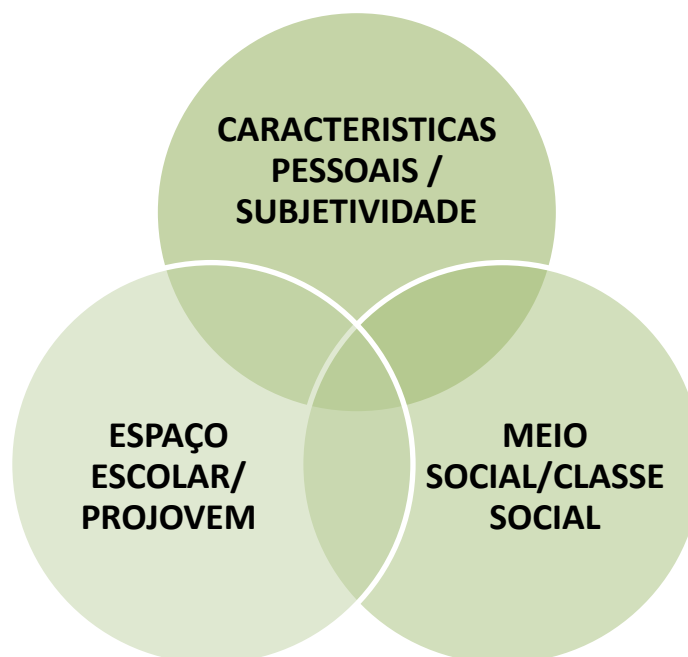 CARACTERISTICAS
PESSOAIS /
SUBJETIVIDADE
ESPAÇO
ESCOLAR/
PROJOVEM
MEIO
SOCIAL/CLASSE
SOCIAL